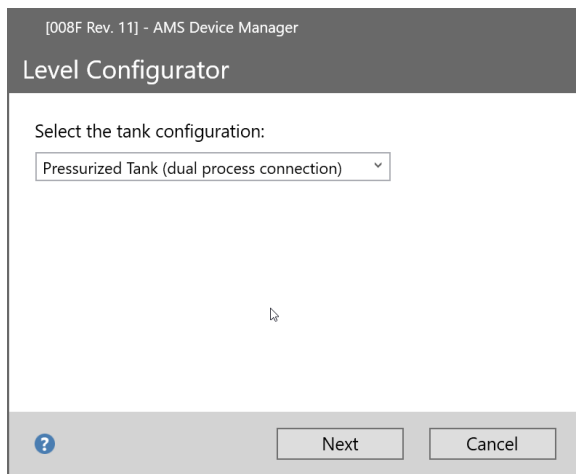 [008F Rev. 11] - AMS Device Manager
Level Configurator
Select the tank configuration:
Pressurized Tank (dual process connection)
?
Next
Cancel